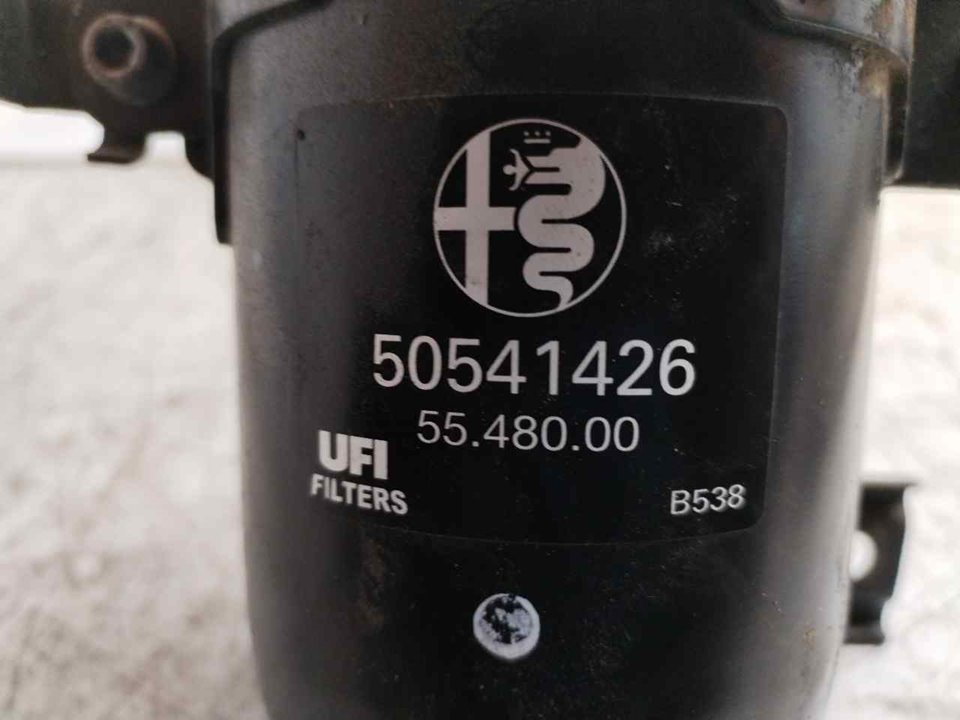 50541426
55.480.00
UFI
FILTERS
B538